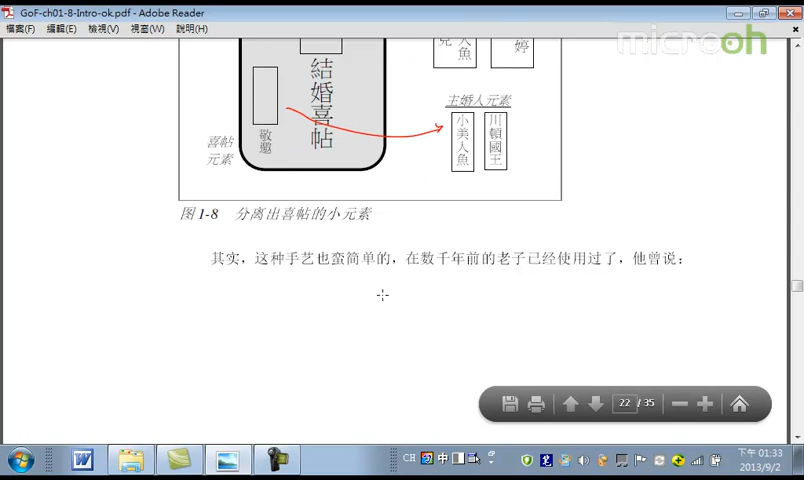 GoF-ch01-8-Intro-ok.pdf - Adobe Reader
檔案(F) 編輯(E) 檢視(V) 視窗(W) 說明(H)
microoh
人魚
婷
結婚喜帖
主婚人元素
小美人魚
川頓國王
敬邀
喜帖
元素
图 1-8 分离出喜帖的小元素
其实，这种手艺也蛮简单的，在数千年前的老子已经使用过了，他曾说：
22 / 35
CH 中
下午 01:33
2013/9/2